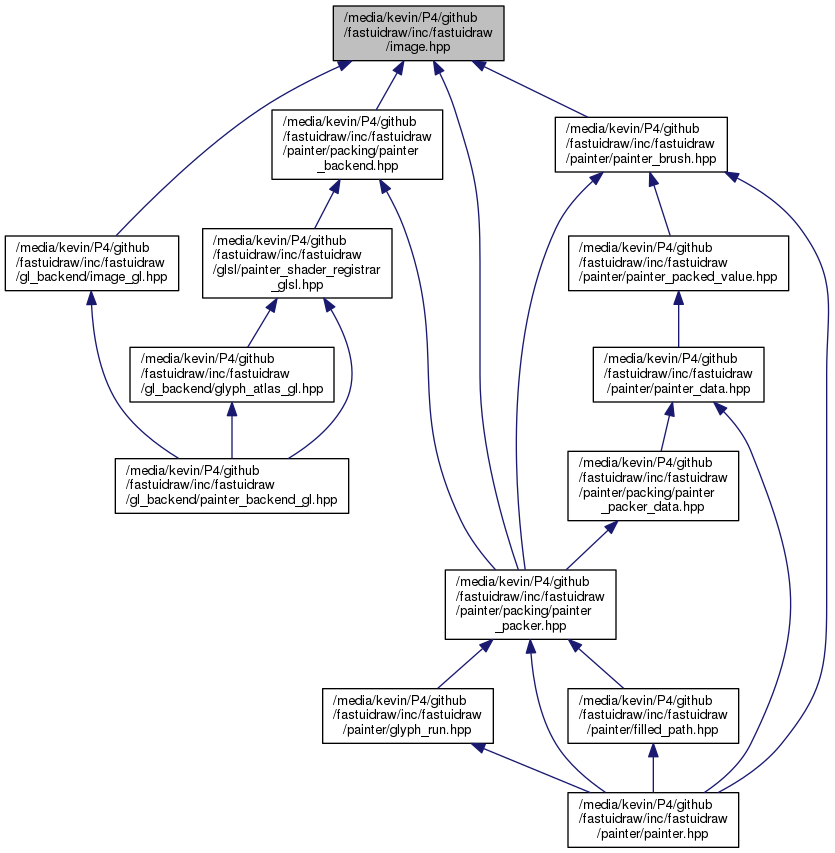 /media/kevin/P4/github
/fastuidraw/inc/fastuidraw
/image.hpp
/media/kevin/P4/github
/fastuidraw/inc/fastuidraw
/painter/packing/painter
_backend.hpp
/media/kevin/P4/github
/fastuidraw/inc/fastuidraw
/painter/painter_brush.hpp
/media/kevin/P4/github
/fastuidraw/inc/fastuidraw
/gl_backend/image_gl.hpp
/media/kevin/P4/github
/fastuidraw/inc/fastuidraw
/glsl/painter_shader_registrar
_glsl.hpp
/media/kevin/P4/github
/fastuidraw/inc/fastuidraw
/painter/painter_packed_value.hpp
/media/kevin/P4/github
/fastuidraw/inc/fastuidraw
/gl_backend/glyph_atlas_gl.hpp
/media/kevin/P4/github
/fastuidraw/inc/fastuidraw
/painter/painter_data.hpp
/media/kevin/P4/github
/fastuidraw/inc/fastuidraw
/gl_backend/painter_backend_gl.hpp
/media/kevin/P4/github
/fastuidraw/inc/fastuidraw
/painter/packing/painter
_packer_data.hpp
/media/kevin/P4/github
/fastuidraw/inc/fastuidraw
/painter/packing/painter
_packer.hpp
/media/kevin/P4/github
/fastuidraw/inc/fastuidraw
/painter/glyph_run.hpp
/media/kevin/P4/github
/fastuidraw/inc/fastuidraw
/painter/filled_path.hpp
/media/kevin/P4/github
/fastuidraw/inc/fastuidraw
/painter/painter.hpp